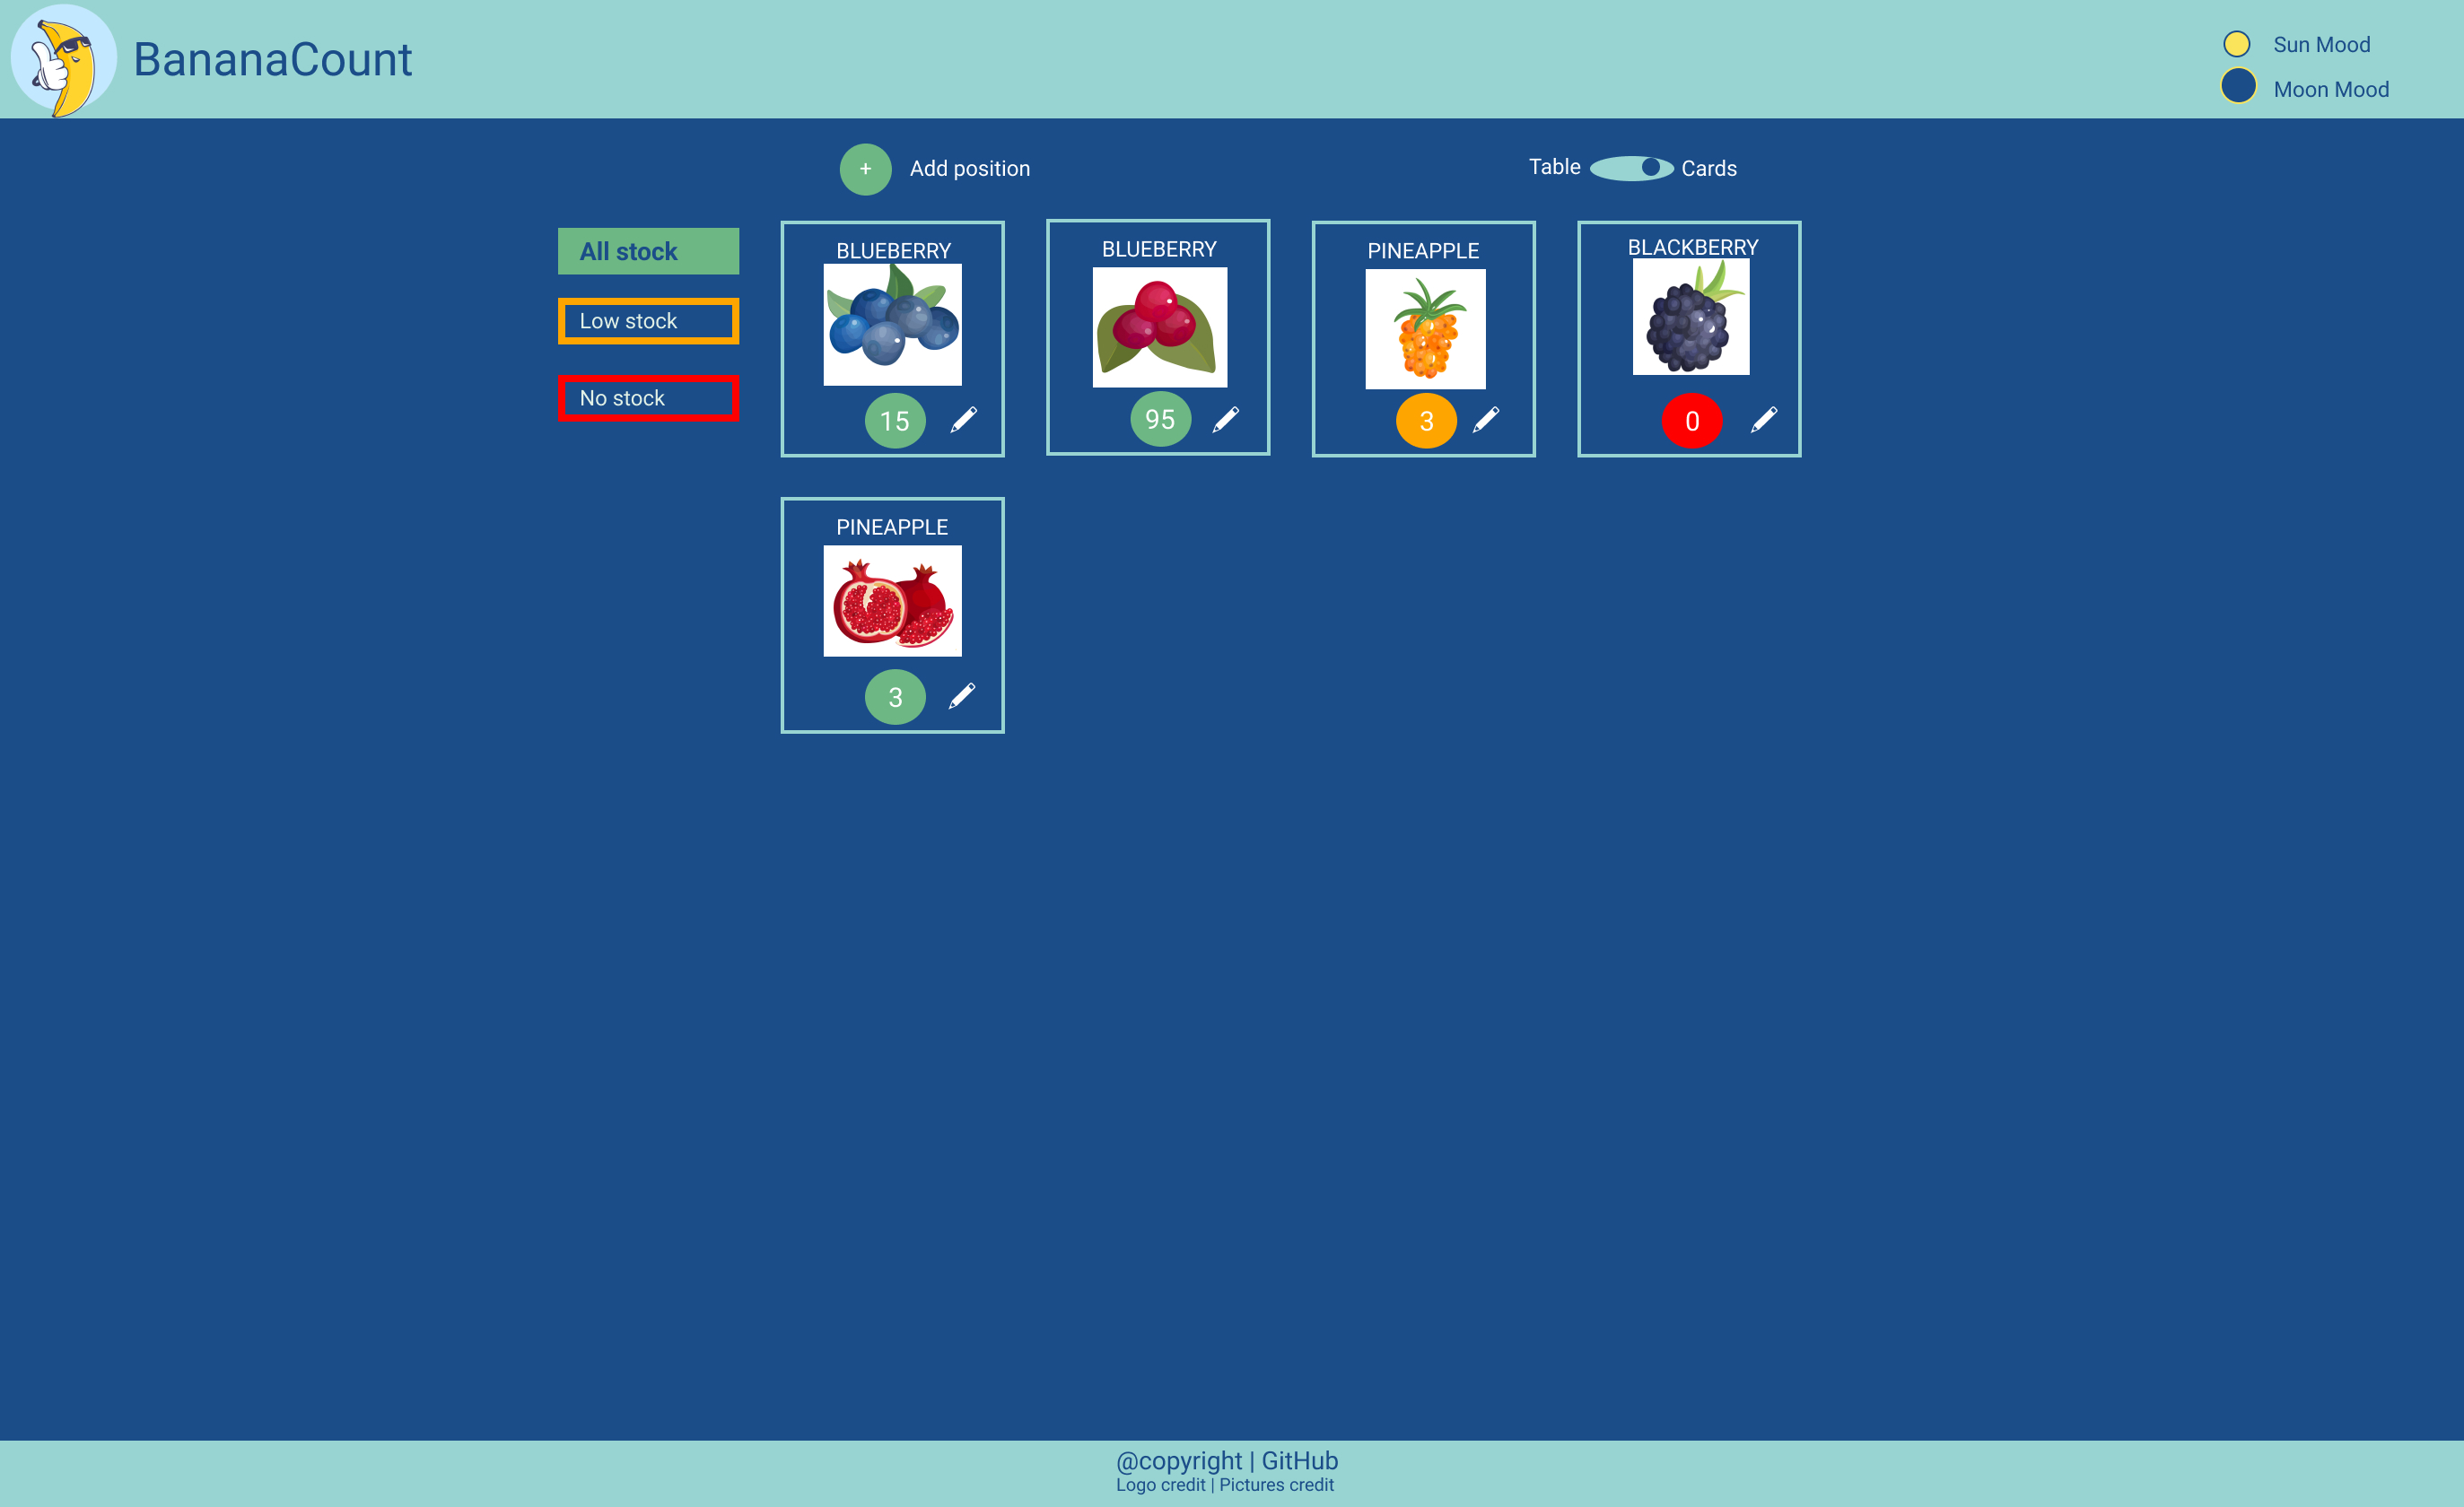 BananaCount
Sun Mood
Moon Mood
+ Add position
Table Cards
All stock
Low stock
No stock
BLUEBERRY
15
BLUEBERRY
95
PINEAPPLE
3
BLACKBERRY
0
PINEAPPLE
3
@copyright | GitHub
Logo credit | Pictures credit